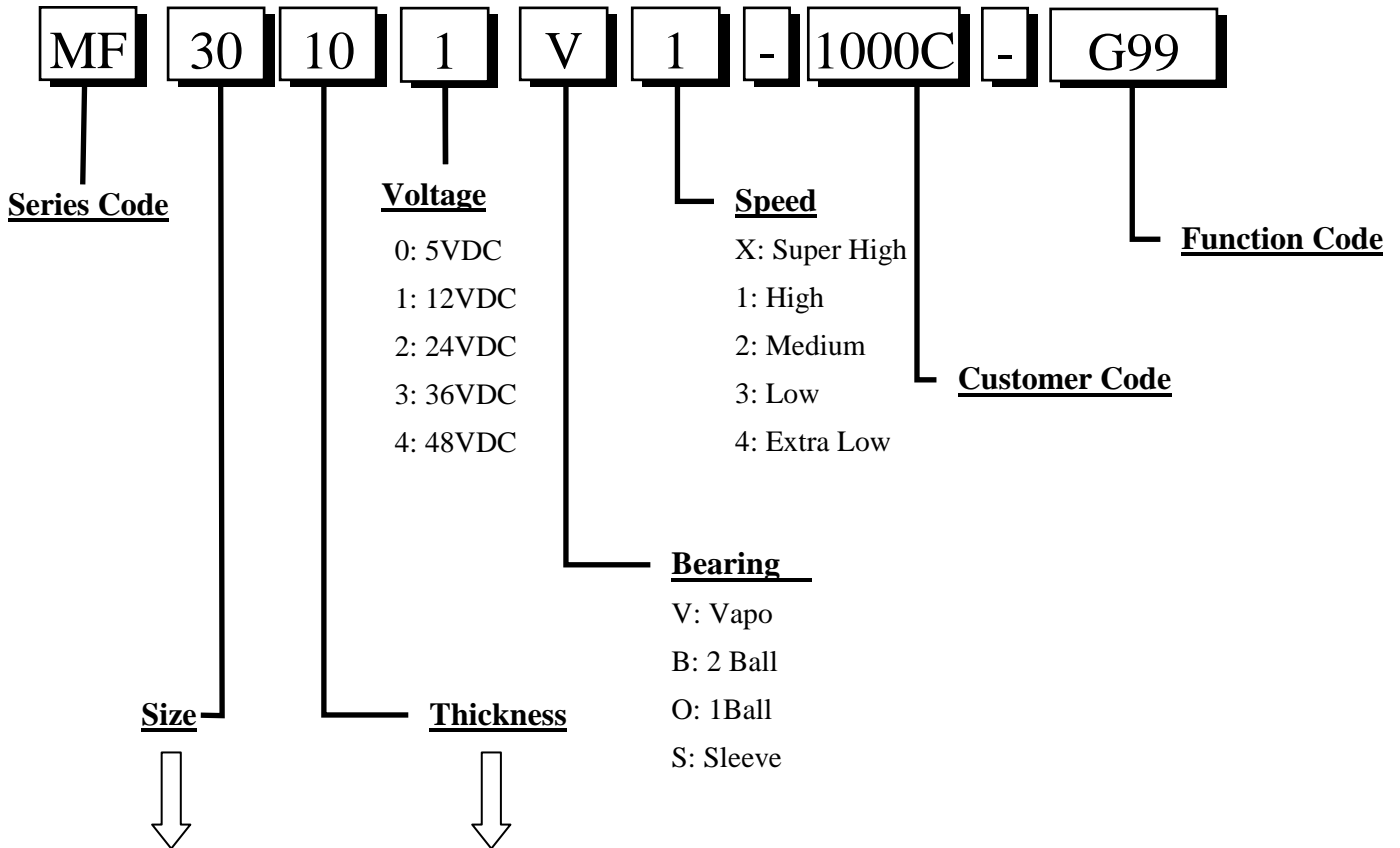 MF 30 10 1 V 1 - 1000C - G99
Series Code
Voltage
0: 5VDC
1: 12VDC
2: 24VDC
3: 36VDC
4: 48VDC
Speed
X: Super High
1: High
2: Medium
3: Low
4: Extra Low
Function Code
Customer Code
Bearing
V: Vapo
B: 2 Ball
O: 1Ball
S: Sleeve
Size
Thickness